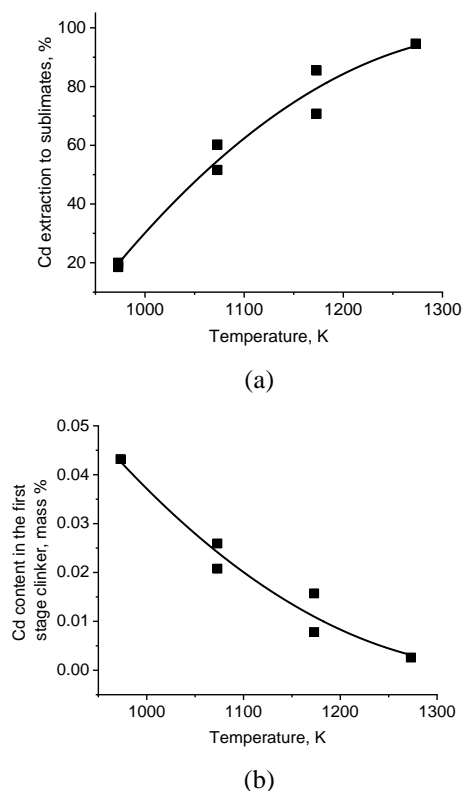 100
80
60
40
20
Cd extraction to sublimates, %
1000 1100 1200 1300
Temperature, K
(a)
0.05
0.04
0.03
0.02
0.01
0.00
Cd content in the first
stage clinker, mass %
1000 1100 1200 1300
Temperature, K
(b)